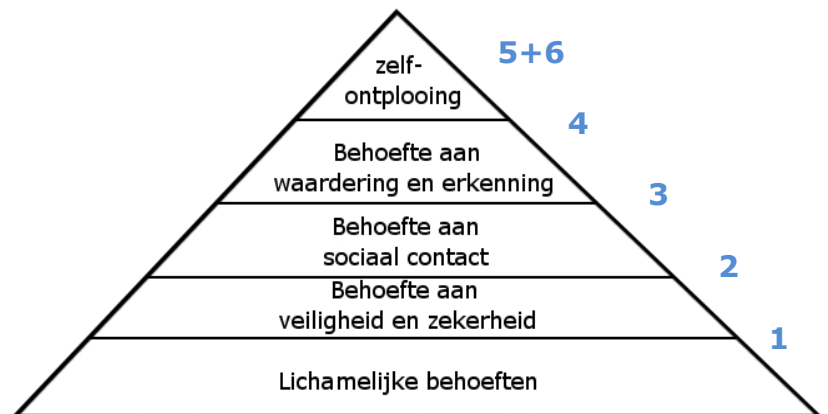 5+6
zelf-
ontplooing
4
Behoefte aan
waardering en erkenning
3
Behoefte aan
sociaal contact
2
Behoefte aan
veiligheid en zekerheid
1
Lichamelijke behoeften